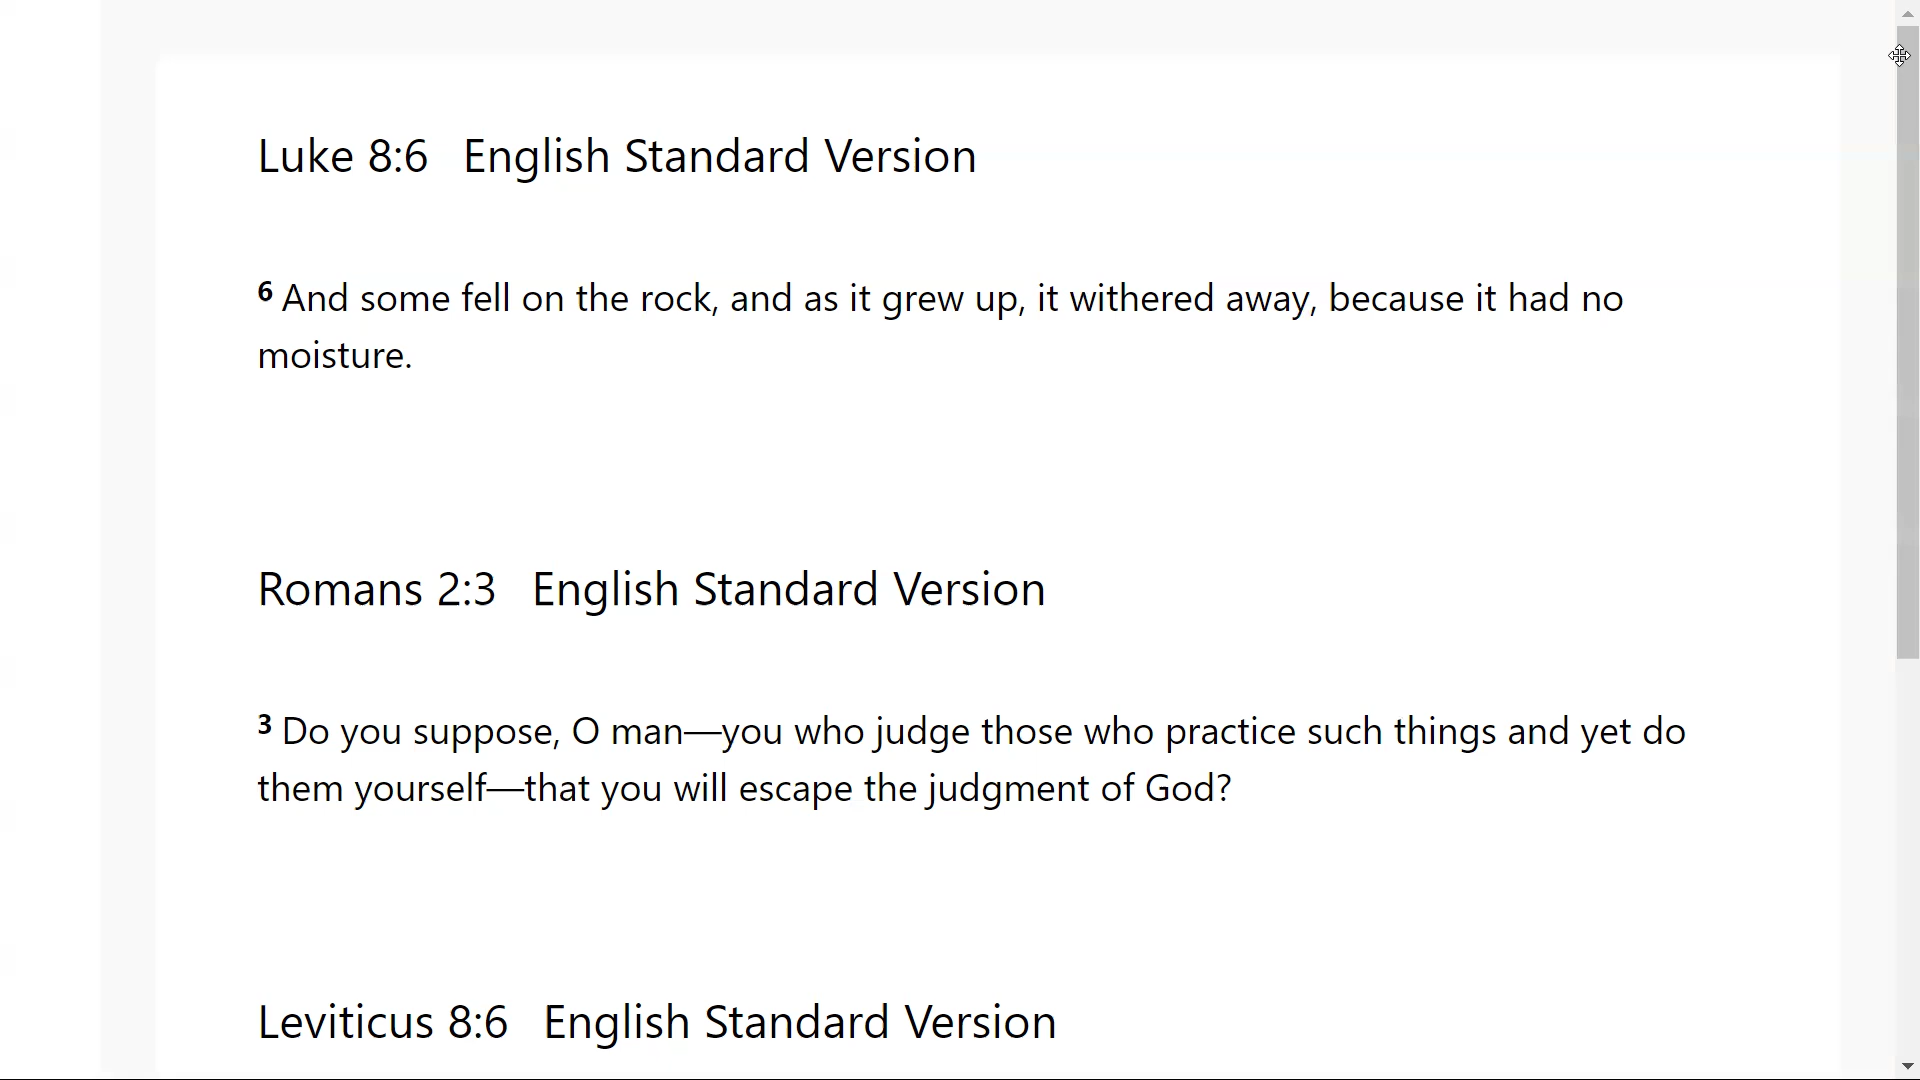 Luke 8:6 English Standard Version
6 And some fell on the rock, and as it grew up, it withered away, because it had no
moisture.
Romans 2:3 English Standard Version
3 Do you suppose, O man—you who judge those who practice such things and yet do
them yourself—that you will escape the judgment of God?
Leviticus 8:6 English Standard Version